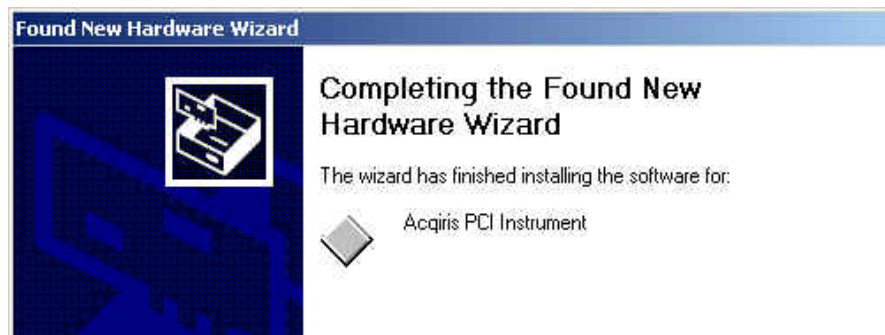 Found New Hardware Wizard
Completing the Found New
Hardware Wizard
The wizard has finished installing the software for:
Acqiris PCI Instrument